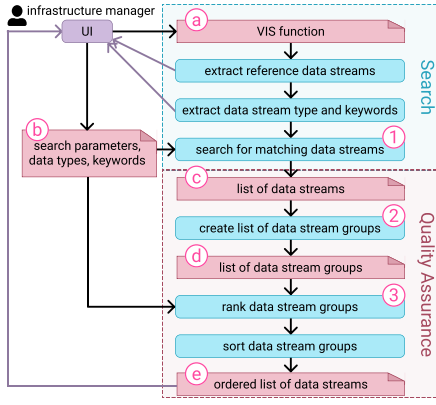 infrastructure manager
UI
a
VIS function
extract reference data streams
extract data stream type and keywords
b
search parameters,
data types, keywords
1
search for matching data streams
Search
c
list of data streams
2
create list of data stream groups
d
list of data stream groups
3
rank data stream groups
sort data stream groups
e
ordered list of data streams
Quality Assurance